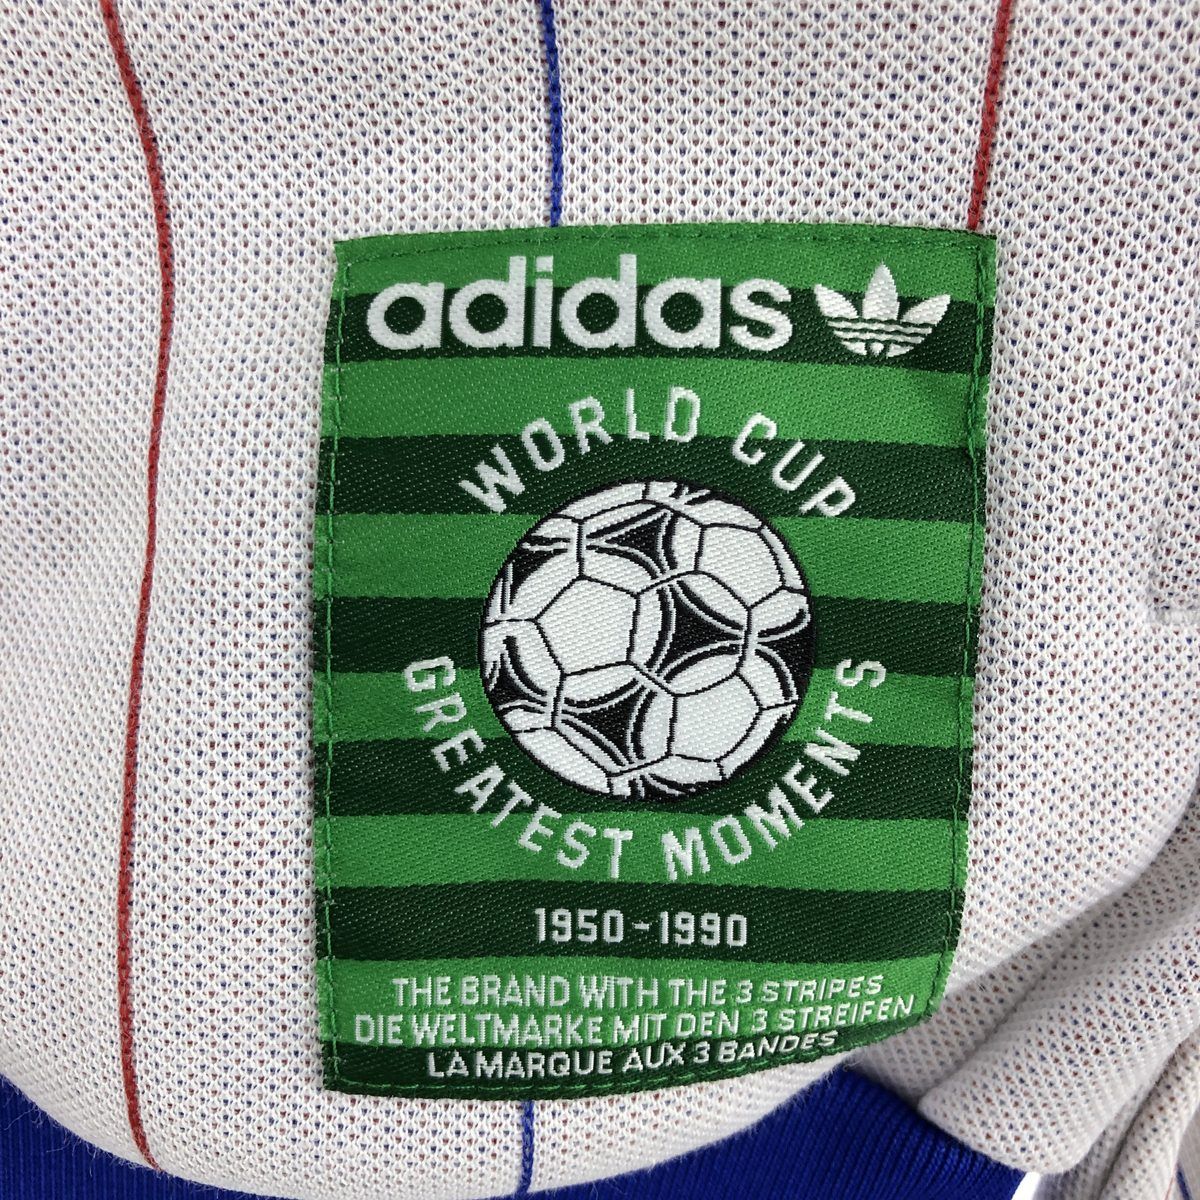 adidas
WORLD CUP
GREATEST MOMENTS
1950-1990
THE BRAND WITH THE 3 STRIPES
DIE WELTMARKE MIT DEN 3 STREIFEN
LA MARQUE AUX 3 BANDES